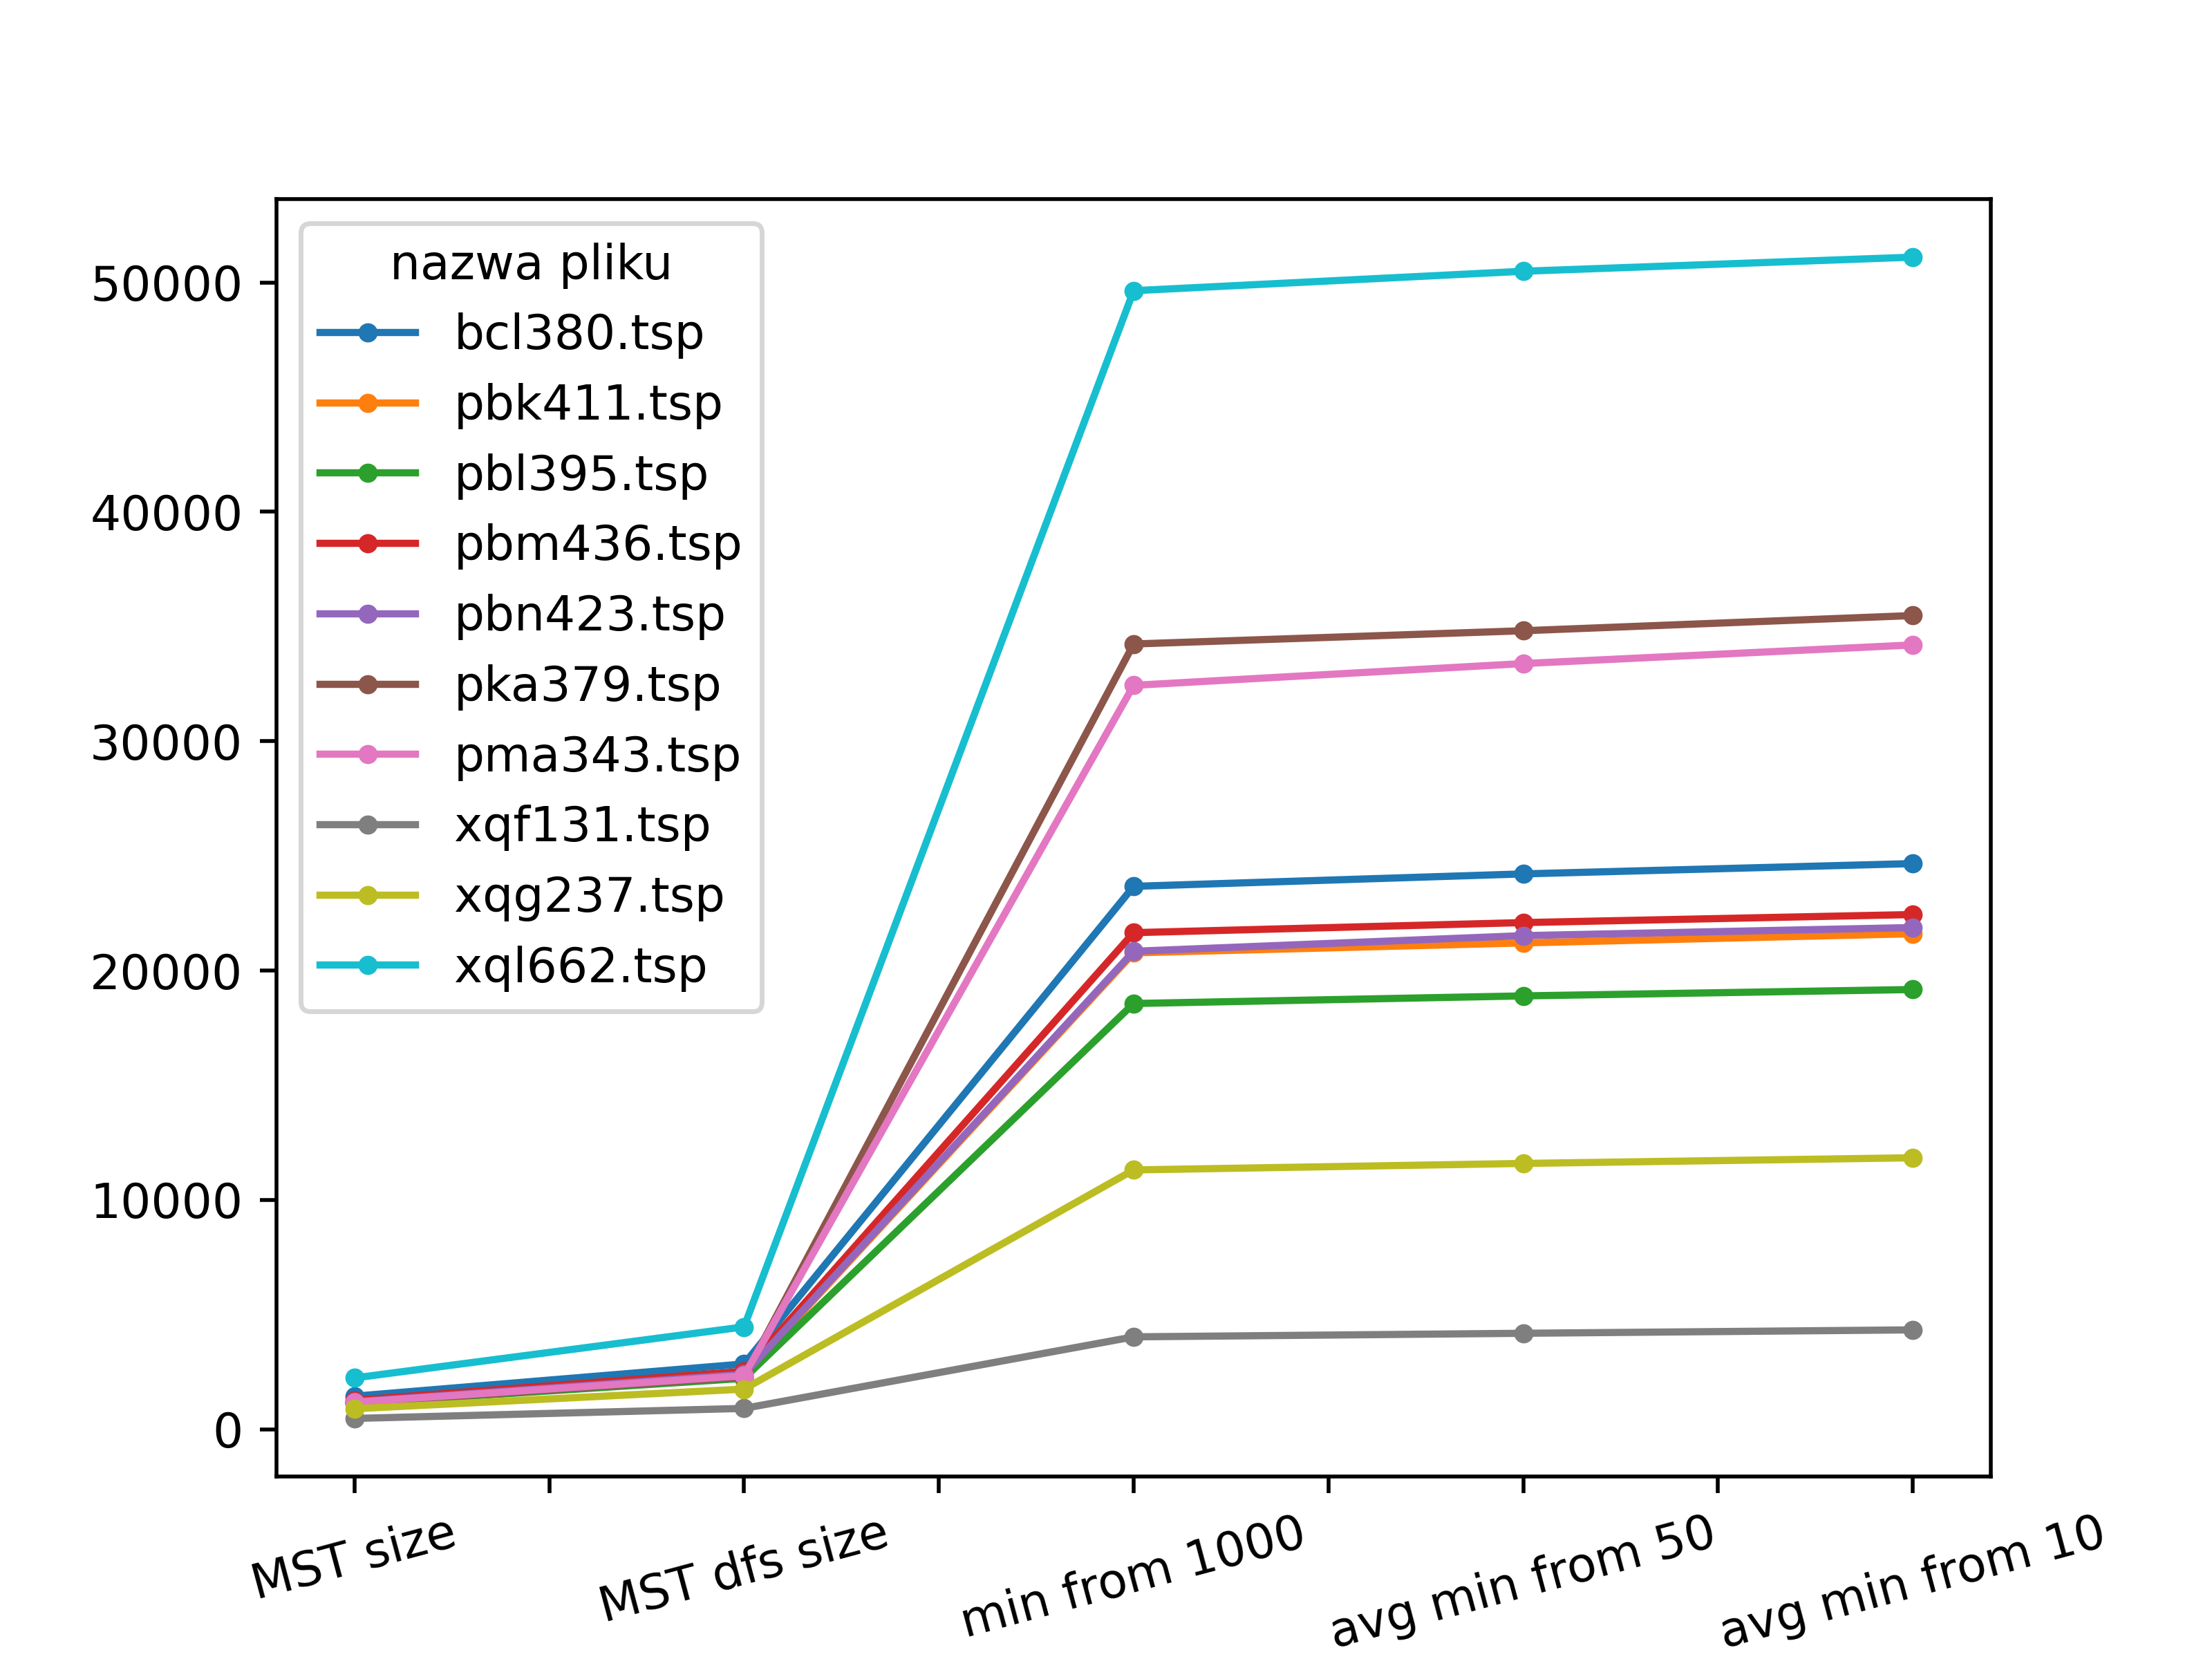 nazwa pliku
bcl380.tsp
pbk411.tsp
pbl395.tsp
pbm436.tsp
pbn423.tsp
pka379.tsp
pma343.tsp
xqf131.tsp
xqg237.tsp
xql662.tsp
50000
40000
30000
20000
10000
0
MST size
MST dfs size
min from 1000
avg min from 50
avg min from 10